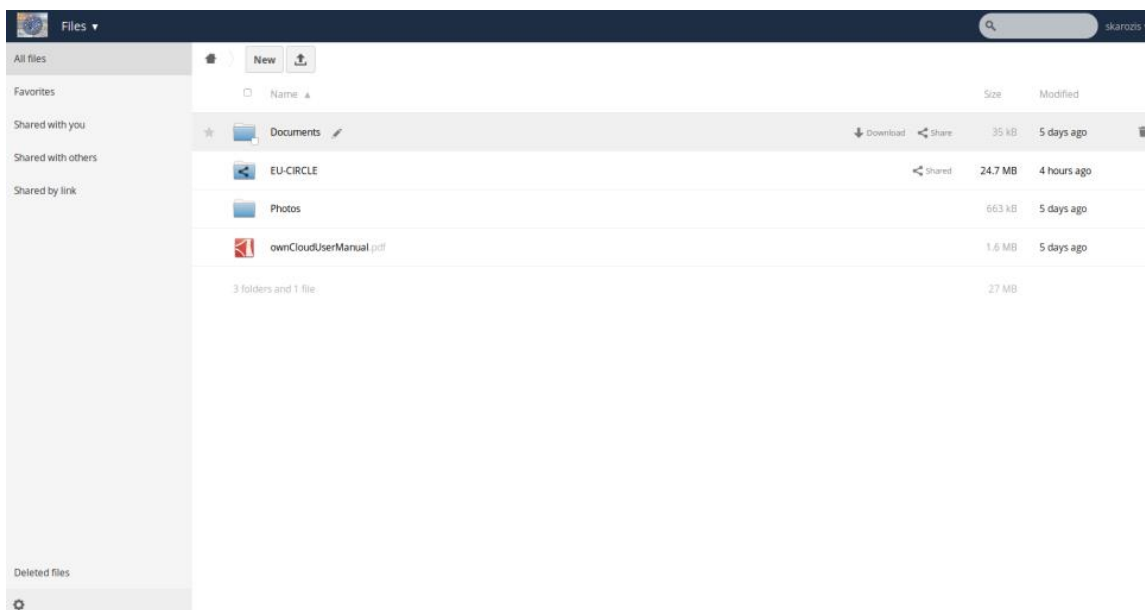 Files ▾
skarozis
All files
Favorites
Shared with you
Shared with others
Shared by link
Deleted files
New
Name ▲ Size Modified
Documents Download Share 35 kB 5 days ago
EU-CIRCLE Shared 24.7 MB 4 hours ago
Photos 663 kB 5 days ago
ownCloudUserManual.pdf 1.6 MB 5 days ago
3 folders and 1 file 27 MB